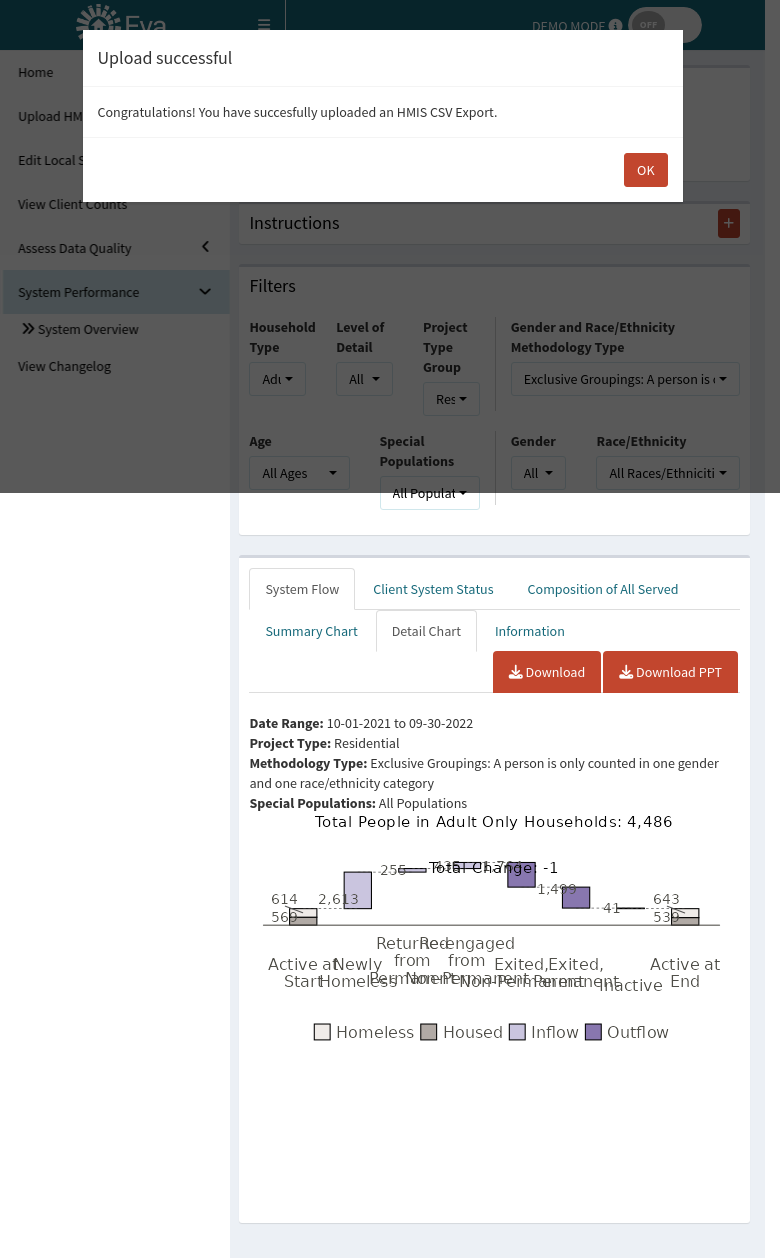 Eva
DEMO MODE
OFF
Upload successful
Congratulations! You have succesfully uploaded an HMIS CSV Export.
OK
Home
Upload HM
Edit Local S
View Client Counts
Assess Data Quality
System Performance
System Overview
View Changelog
Instructions
+
Filters
Household Type
Level of Detail
Project Type Group
Gender and Race/Ethnicity Methodology Type
All
Res
Exclusive Groupings: A person is
Age
Special Populations
Gender
Race/Ethnicity
All Ages
All Populat
All
All Races/Ethniciti
System Flow
Client System Status
Composition of All Served
Summary Chart
Detail Chart
Information
Download
Download PPT
Date Range: 10-01-2021 to 09-30-2022
Project Type: Residential
Methodology Type: Exclusive Groupings: A person is only counted in one gender
and one race/ethnicity category
Special Populations: All Populations
Total People in Adult Only Households: 4,486
Total Change: -1
614
569
2,613
255
1,499
41
643
539
Active at Start
Newly Homeless
Returned from Permanent
Re-engaged from Non-Permanent
Exited, Non-Permanent
Exited, Permanent
Inactive
Active at End
Homeless
Housed
Inflow
Outflow